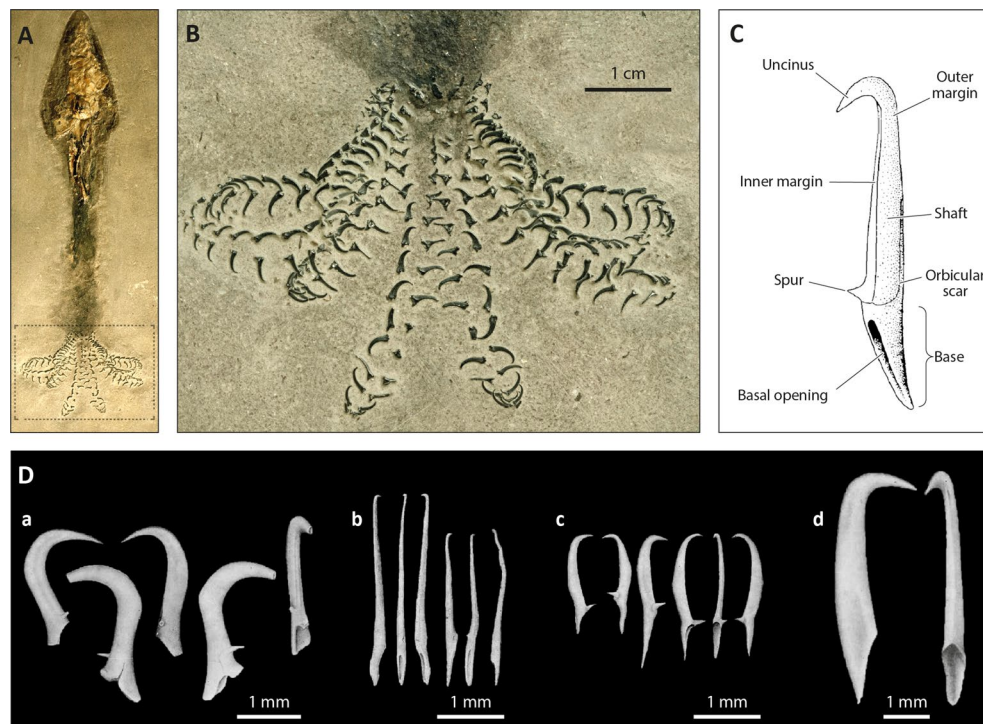 A
B
1 cm
C
Uncinus
Outer
margin
Inner margin
Shaft
Spur
Orbicular
scar
Base
Basal opening
D
a
b
c
d
1 mm
1 mm
1 mm
1 mm